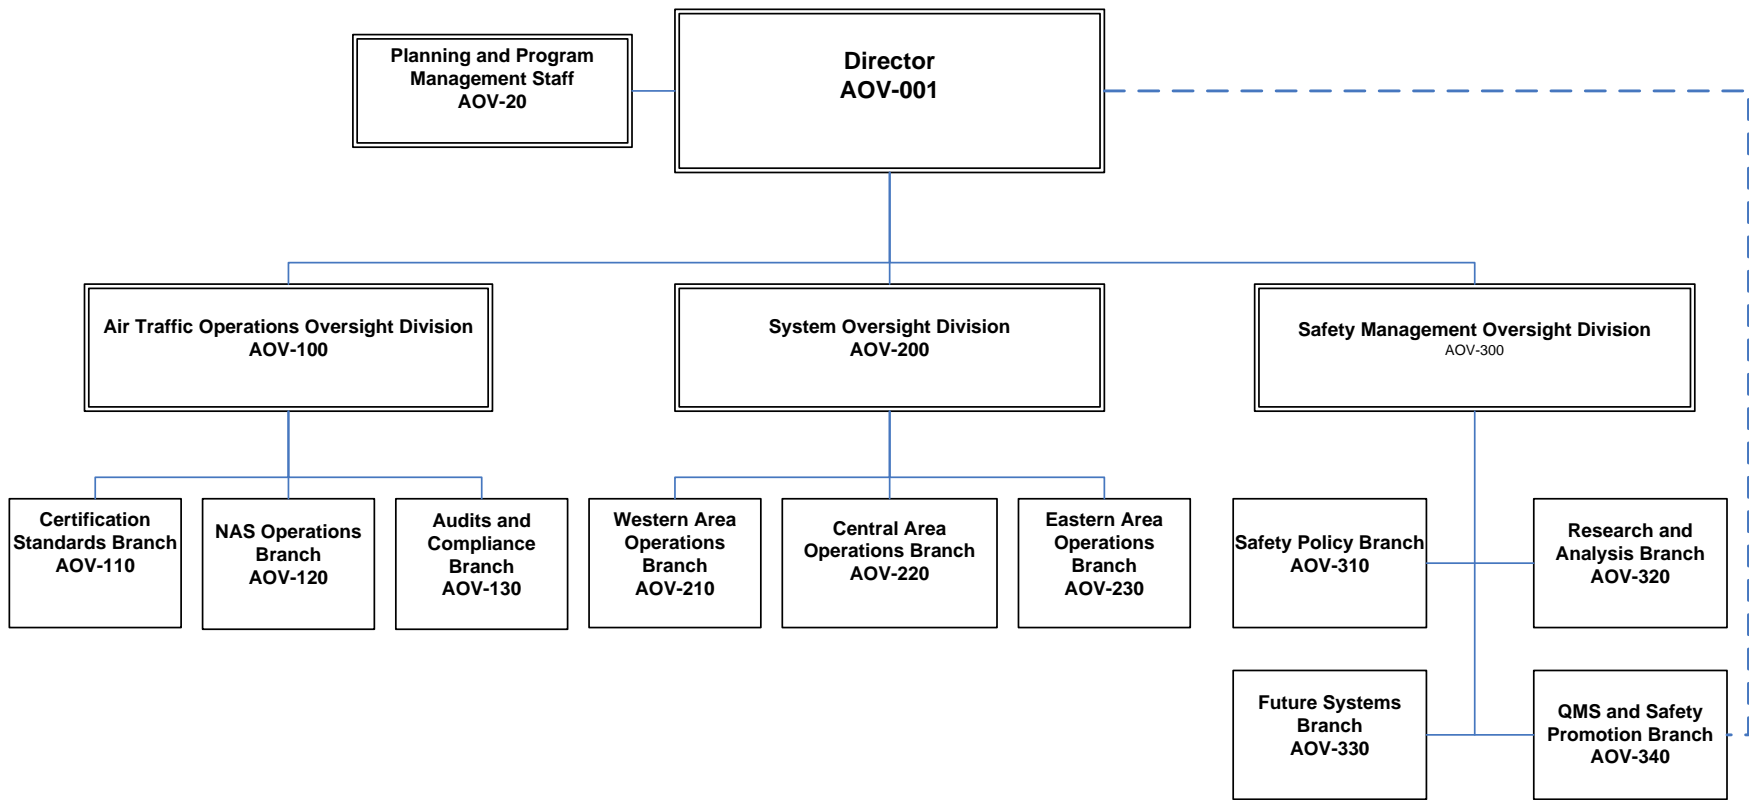 Planning and Program
Management Staff
AOV-20
Director
AOV-001
Air Traffic Operations Oversight Division
AOV-100
System Oversight Division
AOV-200
Safety Management Oversight Division
AOV-300
Certification
Standards Branch
AOV-110
NAS Operations
Branch
AOV-120
Audits and
Compliance
Branch
AOV-130
Western Area
Operations
Branch
AOV-210
Central Area
Operations Branch
AOV-220
Eastern Area
Operations
Branch
AOV-230
Safety Policy Branch
AOV-310
Research and
Analysis Branch
AOV-320
Future Systems
Branch
AOV-330
QMS and Safety
Promotion Branch
AOV-340